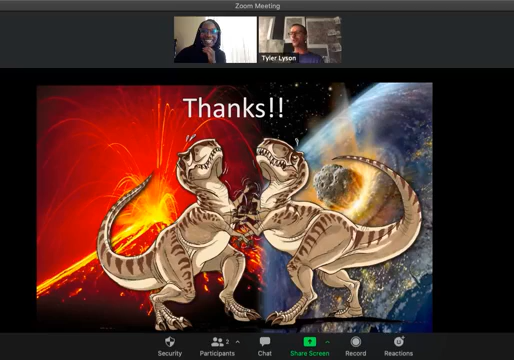 Zoom Meeting
Tyler Lyson
Thanks!!
2
Security
Participants
Chat
Share Screen
Record
Reactions